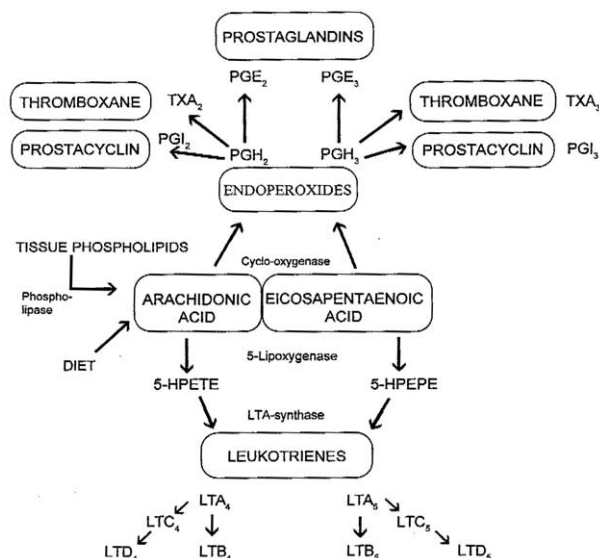 PROSTAGLANDINS
PGE₂ PGE₃
THROMBOXANE TXA₂ THROMBOXANE TXA₃
PROSTACYCLIN PGI₂ PROSTACYCLIN PGI₃
PGH₂ PGH₃
ENDOPEROXIDES
TISSUE PHOSPHOLIPIDS
Cyclo-oxygenase
Phospho-
lipase
ARACHIDONIC
ACID
EICOSAPENTAENOIC
ACID
DIET
5-Lipoxygenase
5-HPETE 5-HPEPE
LTA-synthase
LEUKOTRIENES
LTA₄ LTA₅
LTC₄ LTC₅
LTD₄ LTB₄ LTB₅ LTD₅